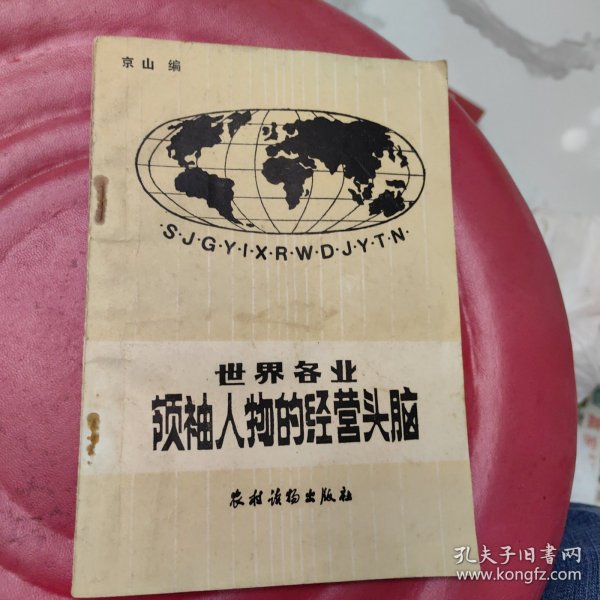 京山 编
·S·J·G·Y·I·X·R·W·D·J·Y·T·N·
世界各业
领袖人物的经营头脑
农村读物出版社
孔夫子旧书网
www.kongfz.com